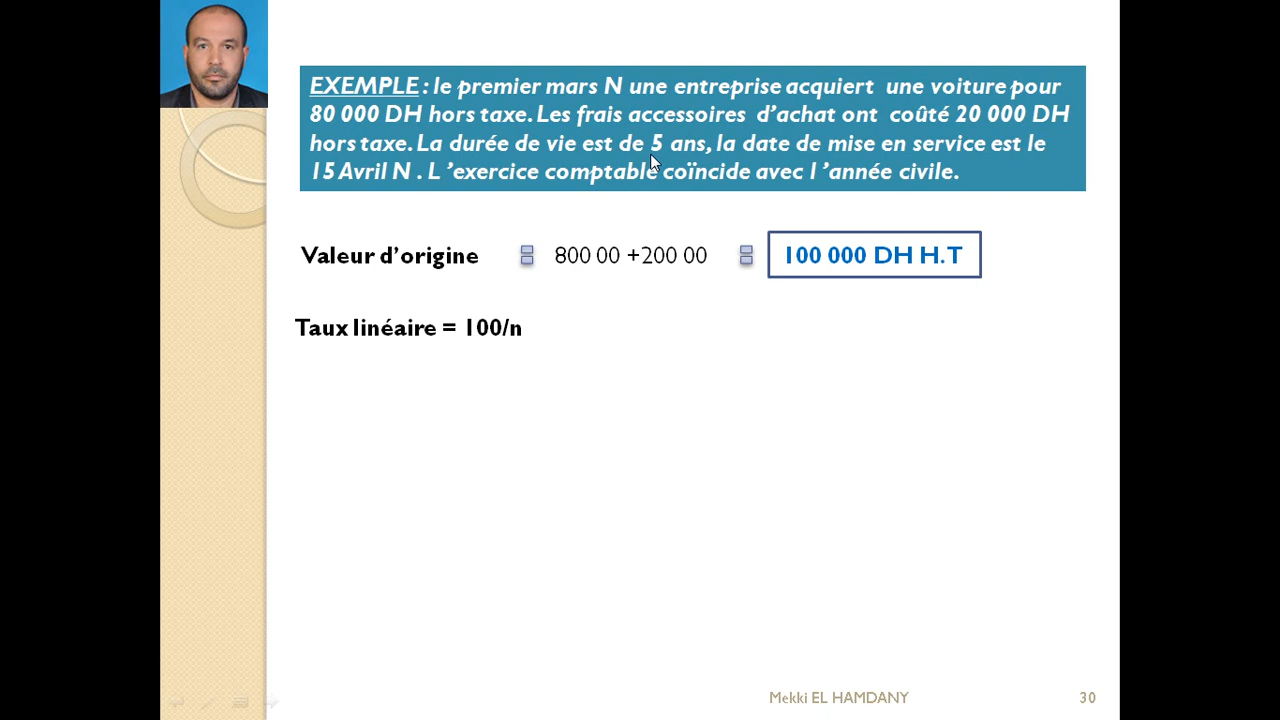 EXEMPLE : le premier mars N une entreprise acquiert une voiture pour
80 000 DH hors taxe. Les frais accessoires d’achat ont coûté 20 000 DH
hors taxe. La durée de vie est de 5 ans, la date de mise en service est le
15 Avril N . L ’exercice comptable coïncide avec l ’année civile.
Valeur d’origine = 800 00 +200 00 = 100 000 DH H.T
Taux linéaire = 100/n
Mekki EL HAMDANY 30